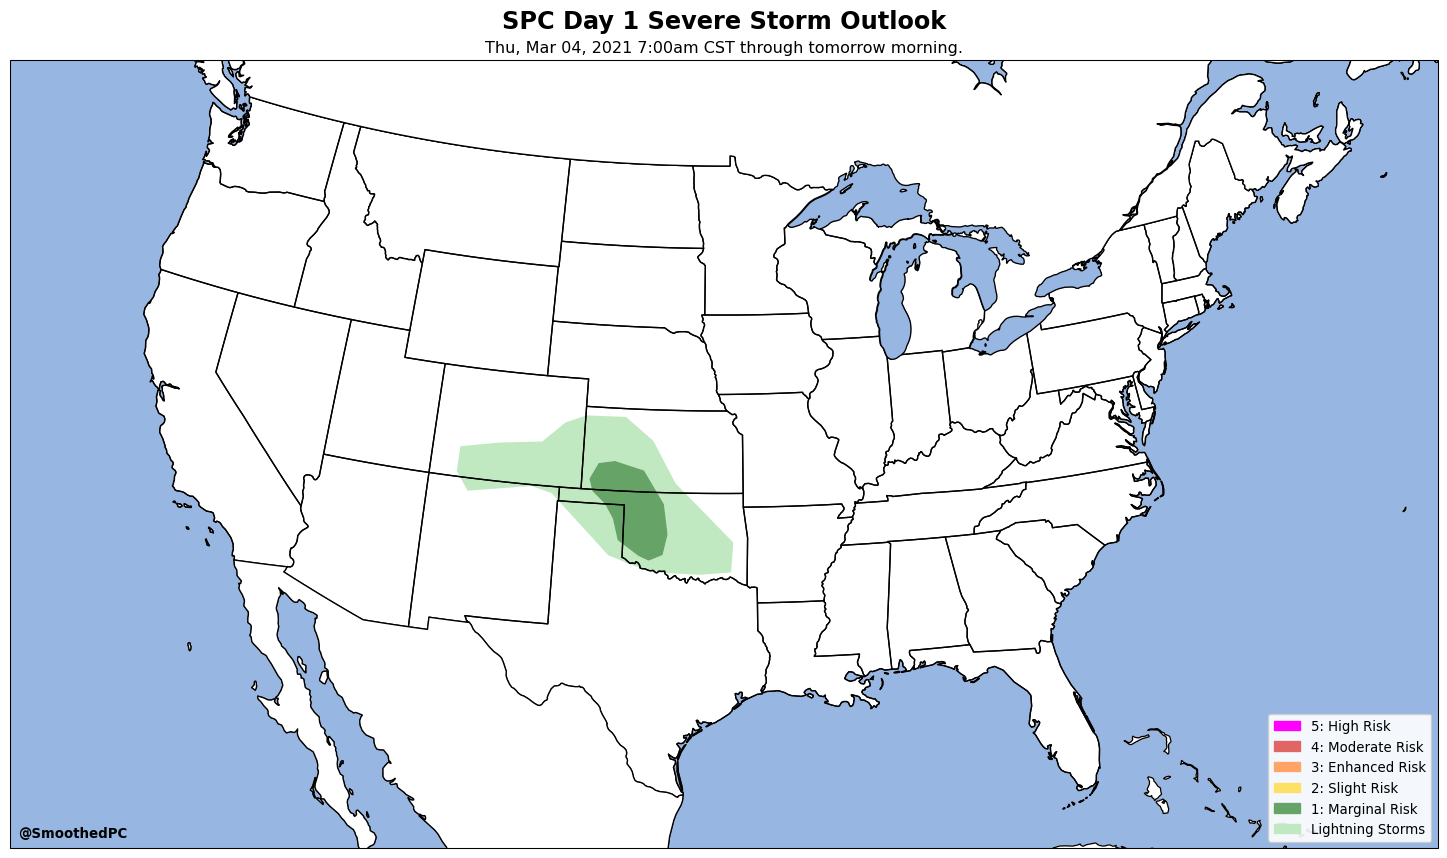 SPC Day 1 Severe Storm Outlook
Thu, Mar 04, 2021 7:00am CST through tomorrow morning.
5: High Risk
4: Moderate Risk
3: Enhanced Risk
2: Slight Risk
1: Marginal Risk
Lightning Storms
@SmoothedPC